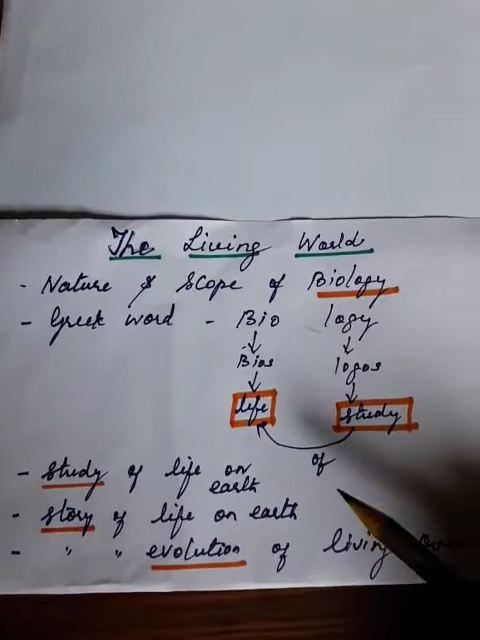 The Living World
- Nature & Scope of Biology
- Greek word - Bio logy
↓ ↓
Bios logos
↓ ↓
life study
of
- study of life on
earth
- story of life on earth
- " " evolution of living